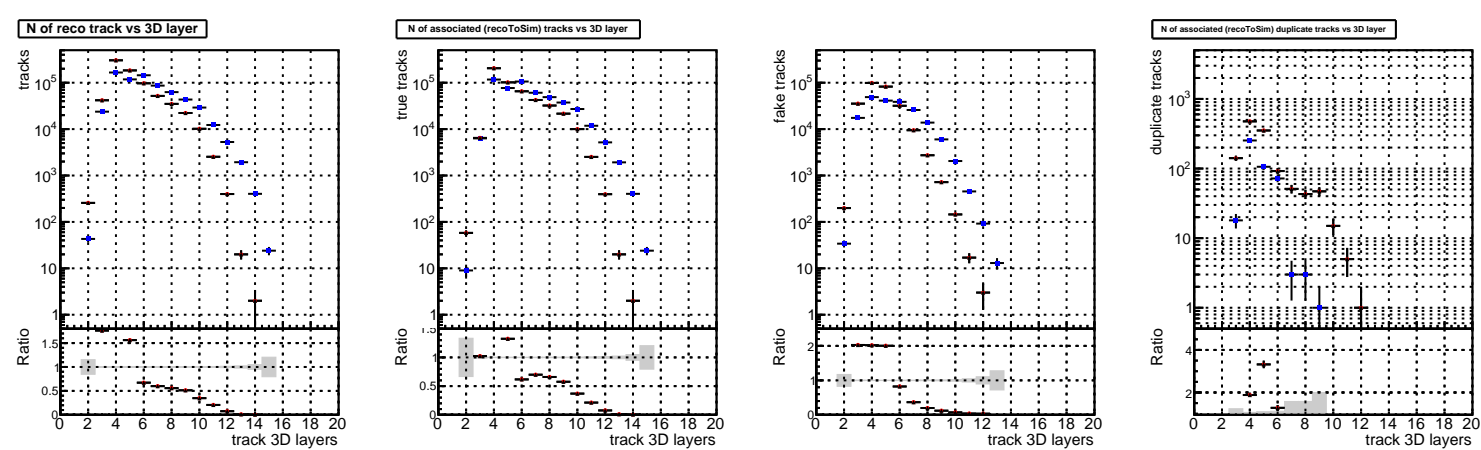 N of reco track vs 3D layer
tracks
10^5
10^4
10^3
10^2
10
1
Ratio
1.5
1
0.5
0
0 2 4 6 8 10 12 14 16 18 20
track 3D layers
N of associated (recoToSim) tracks vs 3D layer
true tracks
10^5
10^4
10^3
10^2
10
1
Ratio
1.5
1
0.5
0
0 2 4 6 8 10 12 14 16 18 20
track 3D layers
fake tracks
10^5
10^4
10^3
10^2
10
1
Ratio
2
1
0
0 2 4 6 8 10 12 14 16 18 20
track 3D layers
N of associated (recoToSim) duplicate tracks vs 3D layer
duplicate tracks
10^3
10^2
10
1
Ratio
4
2
0 2 4 6 8 10 12 14 16 18 20
track 3D layers